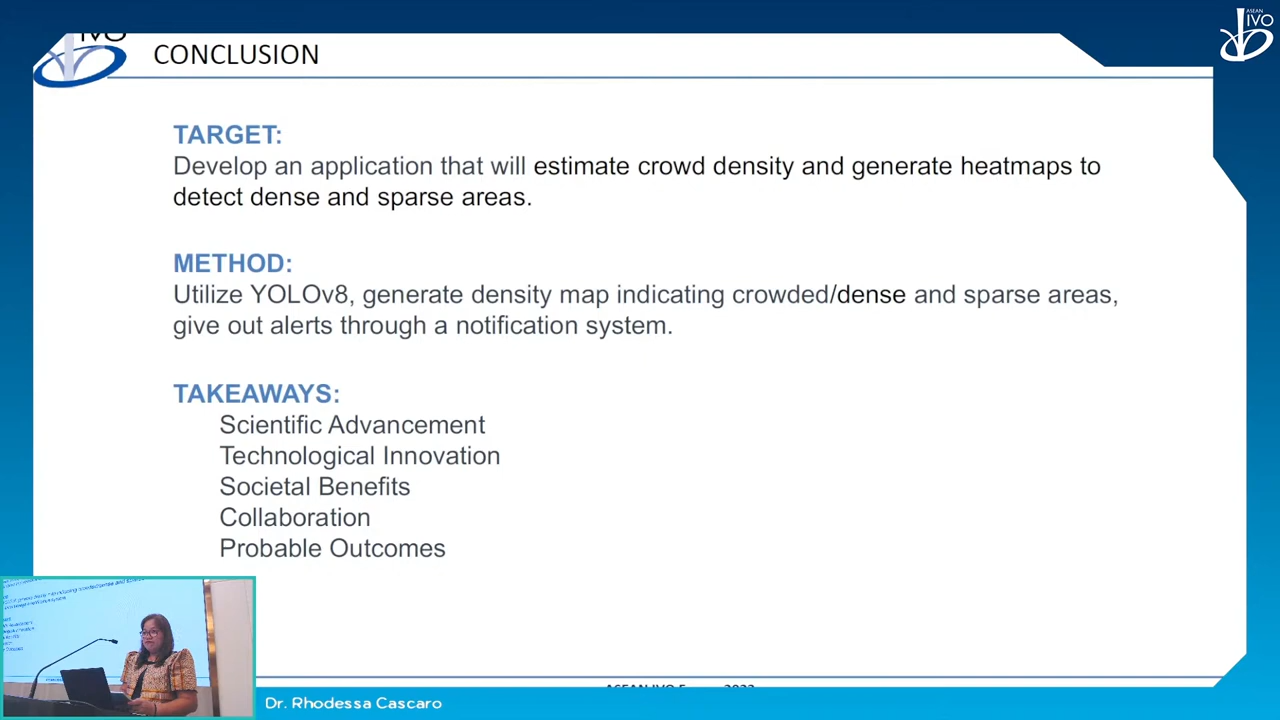 ASEAN
IVO
IVO
CONCLUSION
TARGET:
Develop an application that will estimate crowd density and generate heatmaps to
detect dense and sparse areas.
METHOD:
Utilize YOLOv8, generate density map indicating crowded/dense and sparse areas,
give out alerts through a notification system.
TAKEAWAYS:
Scientific Advancement
Technological Innovation
Societal Benefits
Collaboration
Probable Outcomes
Dr. Rhodessa Cascaro